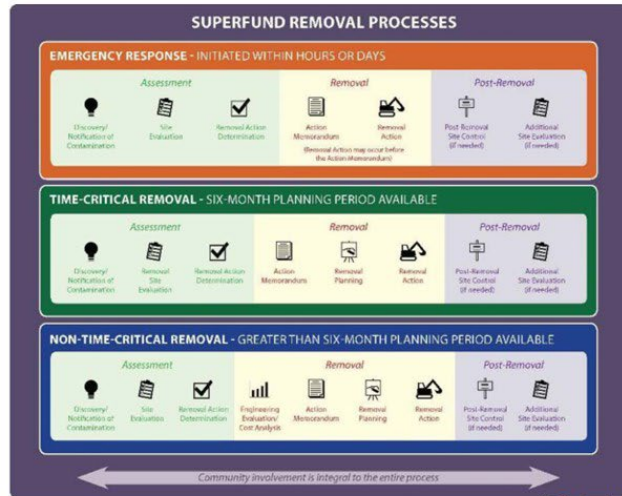 SUPERFUND REMOVAL PROCESSES
EMERGENCY RESPONSE - INITIATED WITHIN HOURS OR DAYS
Assessment
Removal
Post-Removal
Discovery/
Notification of
Contamination
Site
Evaluation
Removal Action
Determination
Action
Memorandum
Removal
Action
(Removal Action may occur before
the Action Memorandum)
Post-Removal
Site Control
(if needed)
Additional
Site Evaluation
(if needed)
TIME-CRITICAL REMOVAL - SIX-MONTH PLANNING PERIOD AVAILABLE
Assessment
Removal
Post-Removal
Discovery/
Notification of
Contamination
Removal
Site
Evaluation
Removal Action
Determination
Action
Memorandum
Removal
Planning
Removal
Action
Post-Removal
Site Control
(if needed)
Additional
Site Evaluation
(if needed)
NON-TIME-CRITICAL REMOVAL - GREATER THAN SIX-MONTH PLANNING PERIOD AVAILABLE
Assessment
Removal
Post-Removal
Discovery/
Notification of
Contamination
Site
Evaluation
Removal Action
Determination
Engineering
Evaluation/
Cost Analysis
Action
Memorandum
Removal
Planning
Removal
Action
Post-Removal
Site Control
(if needed)
Additional
Site Evaluation
(if needed)
Community involvement is integral to the entire process